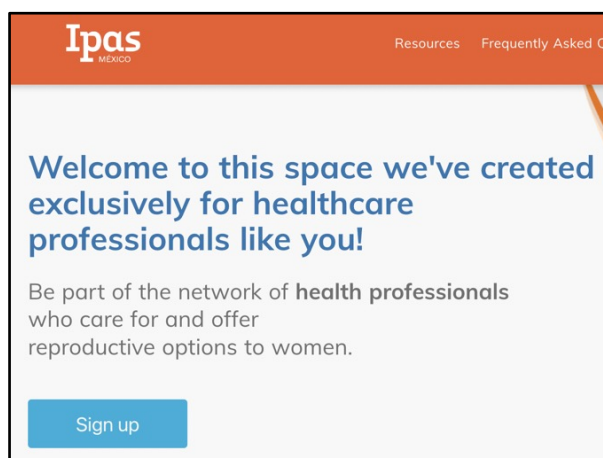 Ipas
MÉXICO
Resources Frequently Asked
Welcome to this space we've created
exclusively for healthcare
professionals like you!
Be part of the network of health professionals
who care for and offer
reproductive options to women.
Sign up